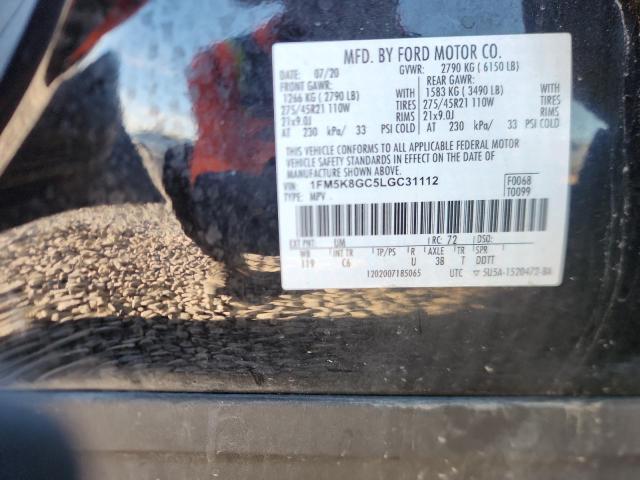 MFD. BY FORD MOTOR CO.
DATE: 07/20 GVWR: 2790 KG ( 6150 LB)
FRONT GAWR: REAR GAWR:
1266 KG ( 2790 LB) WITH 1583 KG ( 3490 LB) WITH
275/45R21 110W TIRES 275/45R21 110W TIRES
21x9.0J RIMS 21x9.0J RIMS
AT 230 kPa/ 33 PSI COLD AT 230 kPa/ 33 PSI COLD
THIS VEHICLE CONFORMS TO ALL APPLICABLE FEDERAL MOTOR
VEHICLE SAFETY STANDARDS IN EFFECT ON THE DATE OF
MANUFACTURE SHOWN ABOVE.
VIN: 1FM5K8GC5LGC31112 F0068
TYPE: MPV T0099
EXT PNT: UM RC: 72 DSO:
WB INT TR TP/PS R AXLE TR SPR
119 C6 U 38 T DDTT
1202007185065 UTC 5U5A-1520472-BA